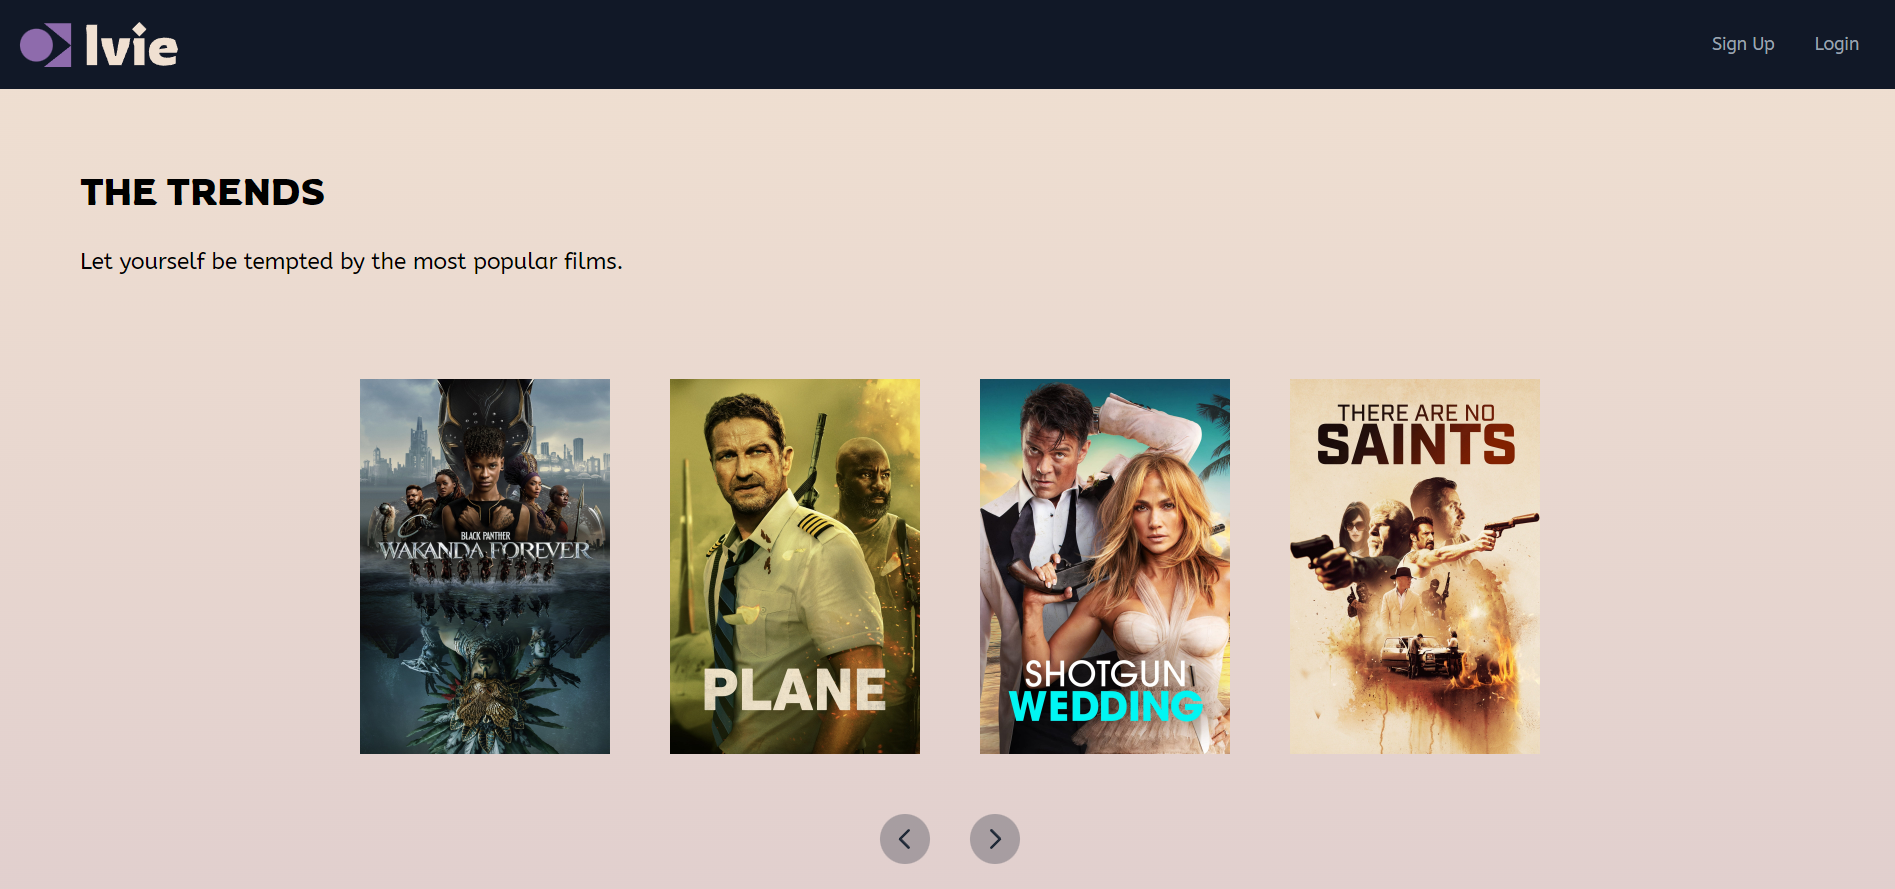 lvie
Sign Up
Login
THE TRENDS
Let yourself be tempted by the most popular films.
BLACK PANTHER
WAKANDA FOREVER
PLANE
SHOTGUN
WEDDING
THERE ARE NO
SAINTS